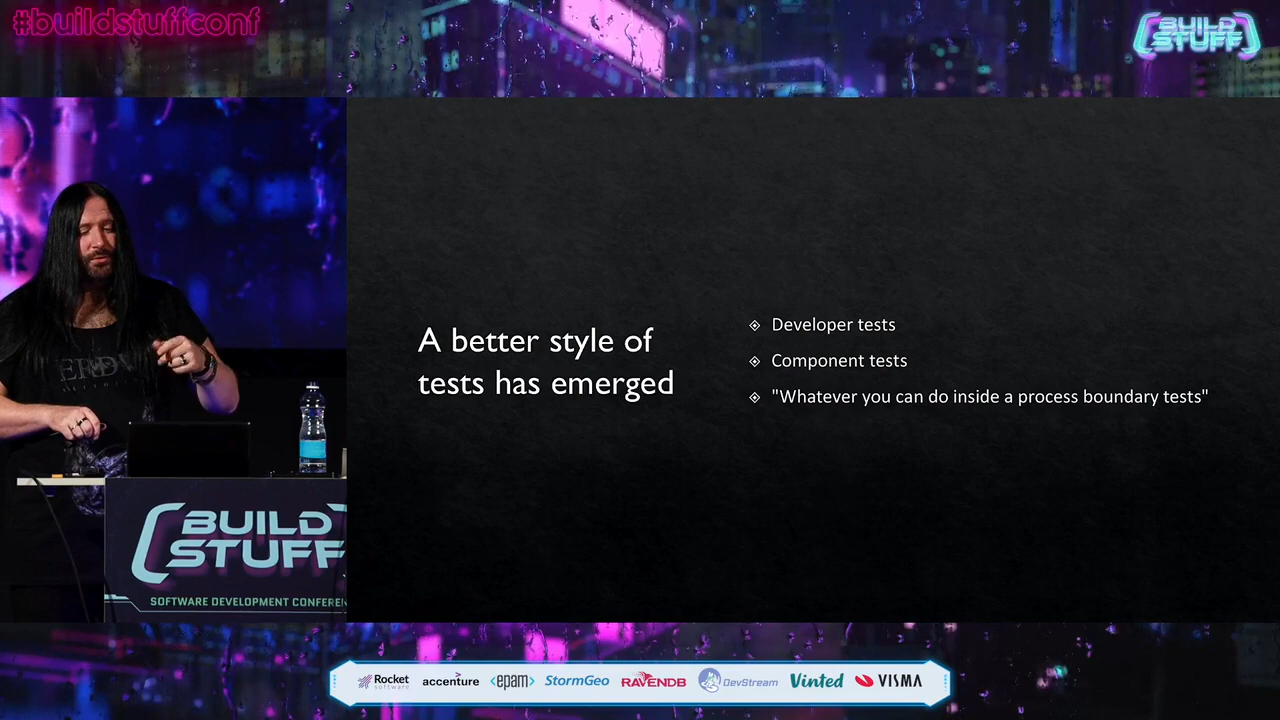 #buildstuffconf
BUILD
STUFF
A better style of
tests has emerged
Developer tests
Component tests
"Whatever you can do inside a process boundary tests"
BUILD
STUFF
SOFTWARE DEVELOPMENT CONFEREN
Rocket
software
accenture
<epam>
StormGeo
RAVENDB
DevStream
Vinted
VISMA